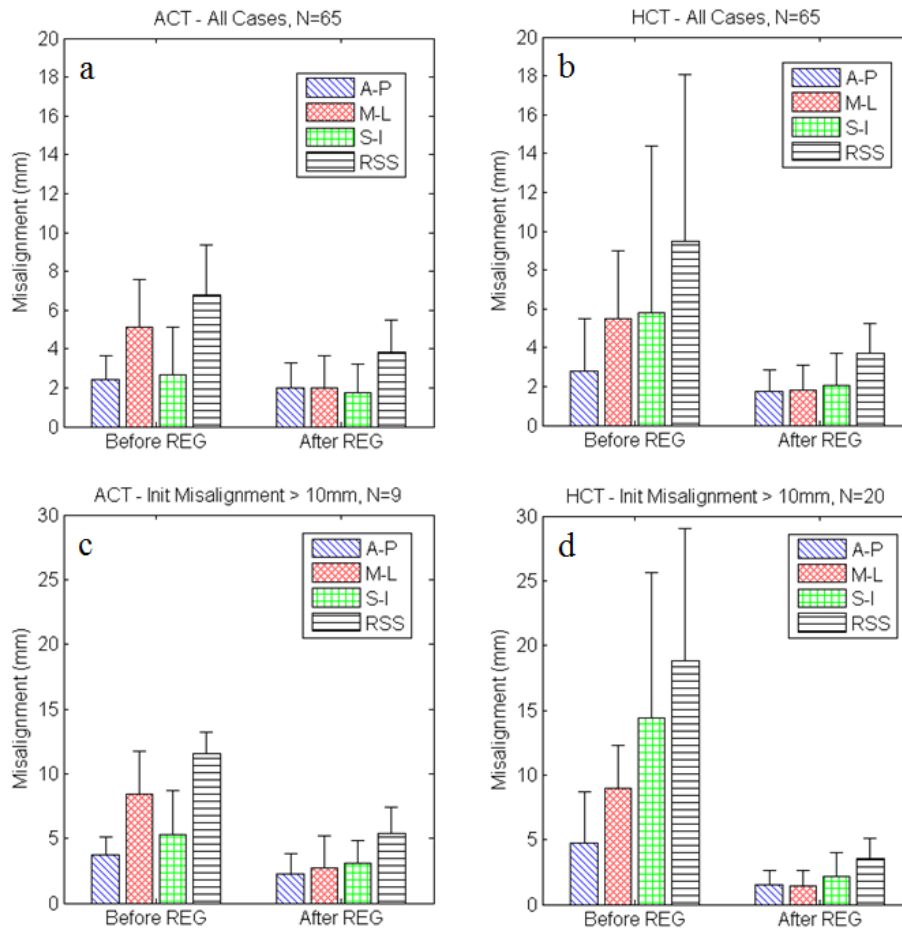 ACT - All Cases, N=65
a
Misalignment (mm)
20
18
16
14
12
10
8
6
4
2
0
A-P
M-L
S-I
RSS
Before REG
After REG
HCT - All Cases, N=65
b
Misalignment (mm)
20
18
16
14
12
10
8
6
4
2
0
A-P
M-L
S-I
RSS
Before REG
After REG
ACT - Init Misalignment > 10mm, N=9
c
Misalignment (mm)
30
25
20
15
10
5
0
A-P
M-L
S-I
RSS
Before REG
After REG
HCT - Init Misalignment > 10mm, N=20
d
Misalignment (mm)
30
25
20
15
10
5
0
A-P
M-L
S-I
RSS
Before REG
After REG